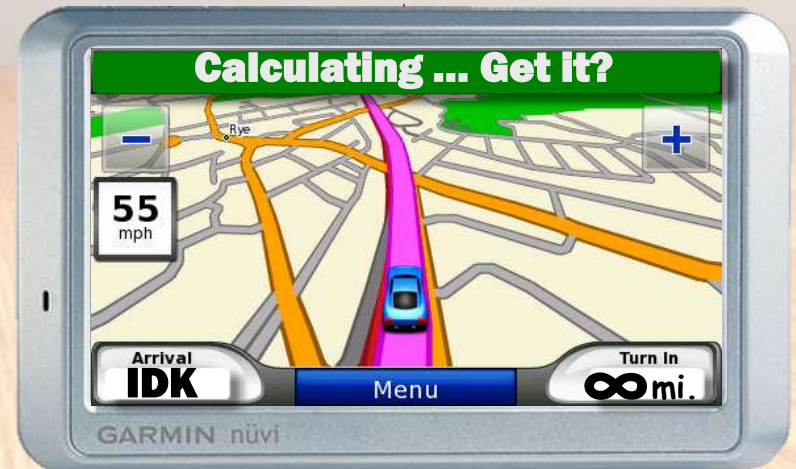 Calculating ... Get it?
−
Rye
+
55
mph
Arrival
IDK
Menu
Turn In
∞ mi.
GARMIN nüvi